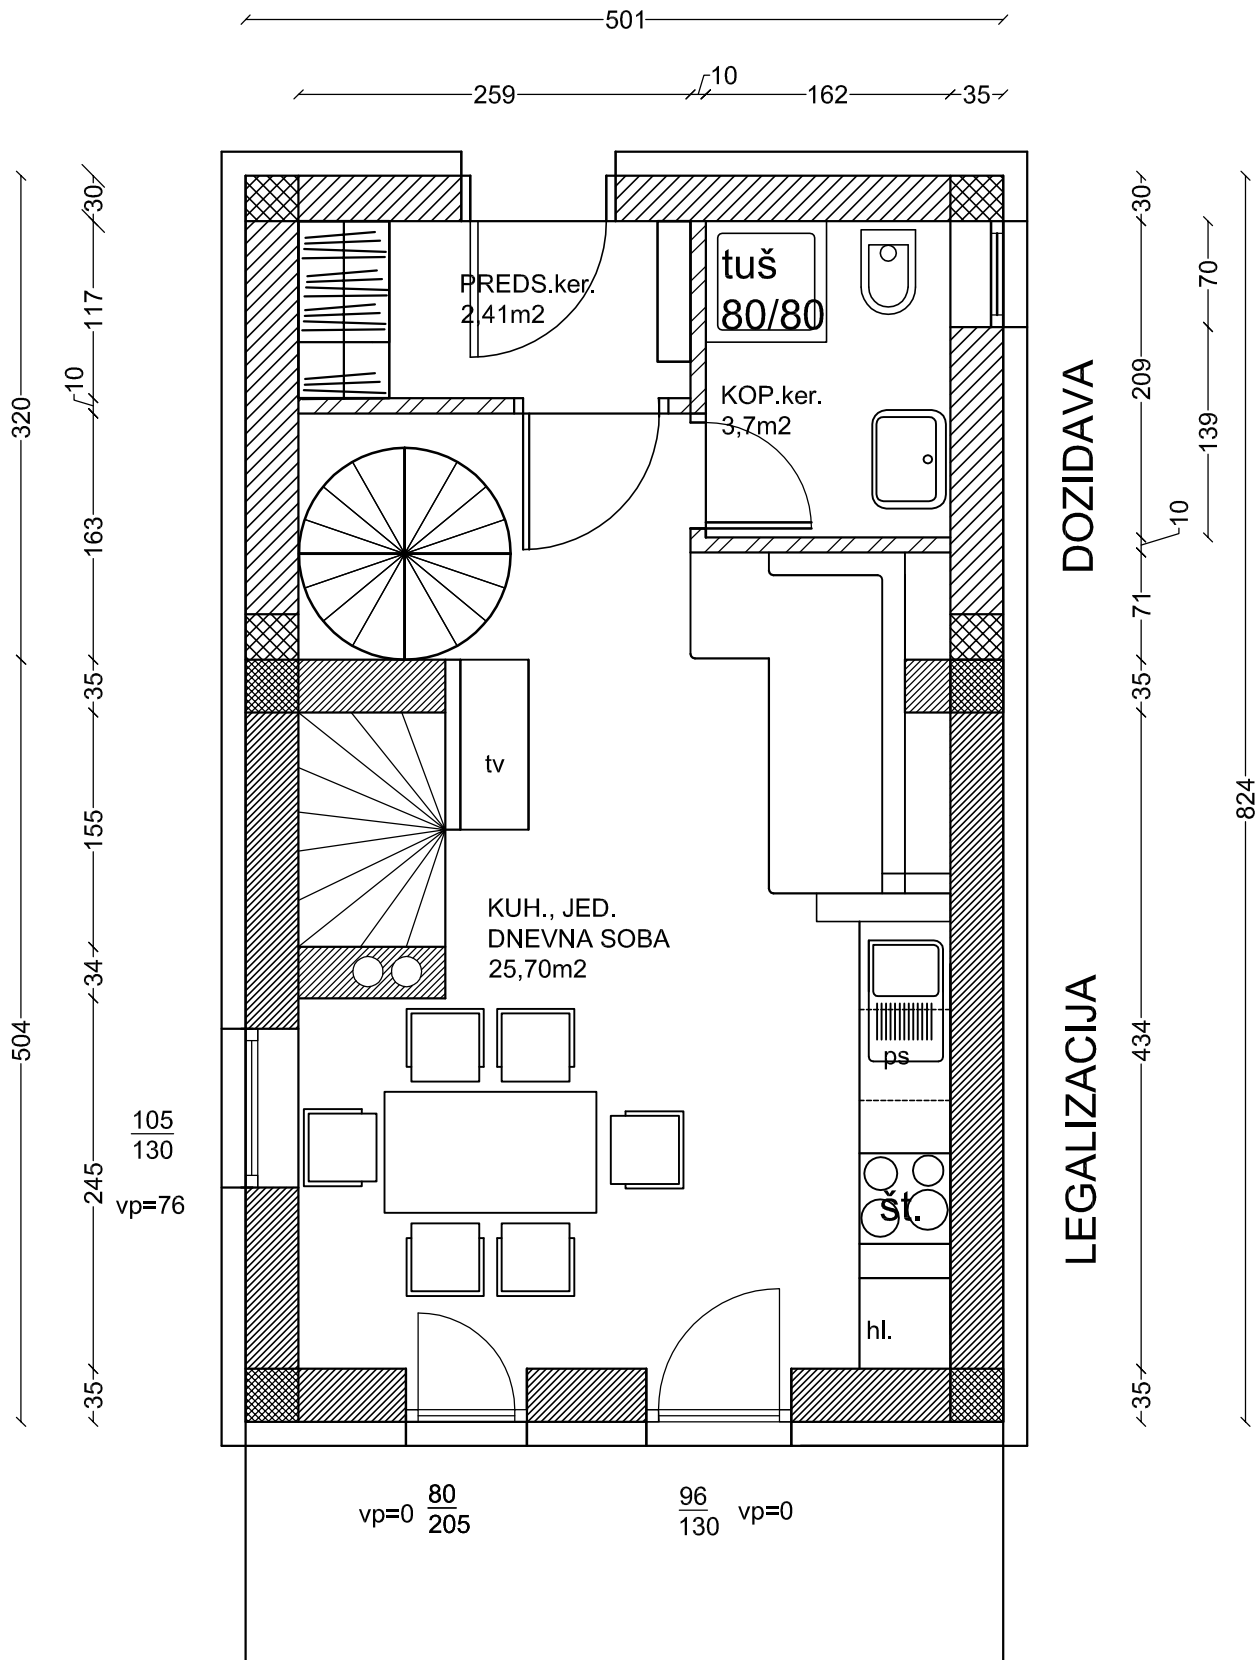 501
10
259
162
35
30
117
10
320
163
35
155
34
504
245
35
30
70
209
139
10
71
35
824
434
35
PREDS.ker.
2,41m2
tuš
80/80
KOP.ker.
3,7m2
DOZIDAVA
tv
KUH., JED.
DNEVNA SOBA
25,70m2
LEGALIZACIJA
ps
105
130
vp=76
št.
hl.
vp=0 80
205
96
130 vp=0